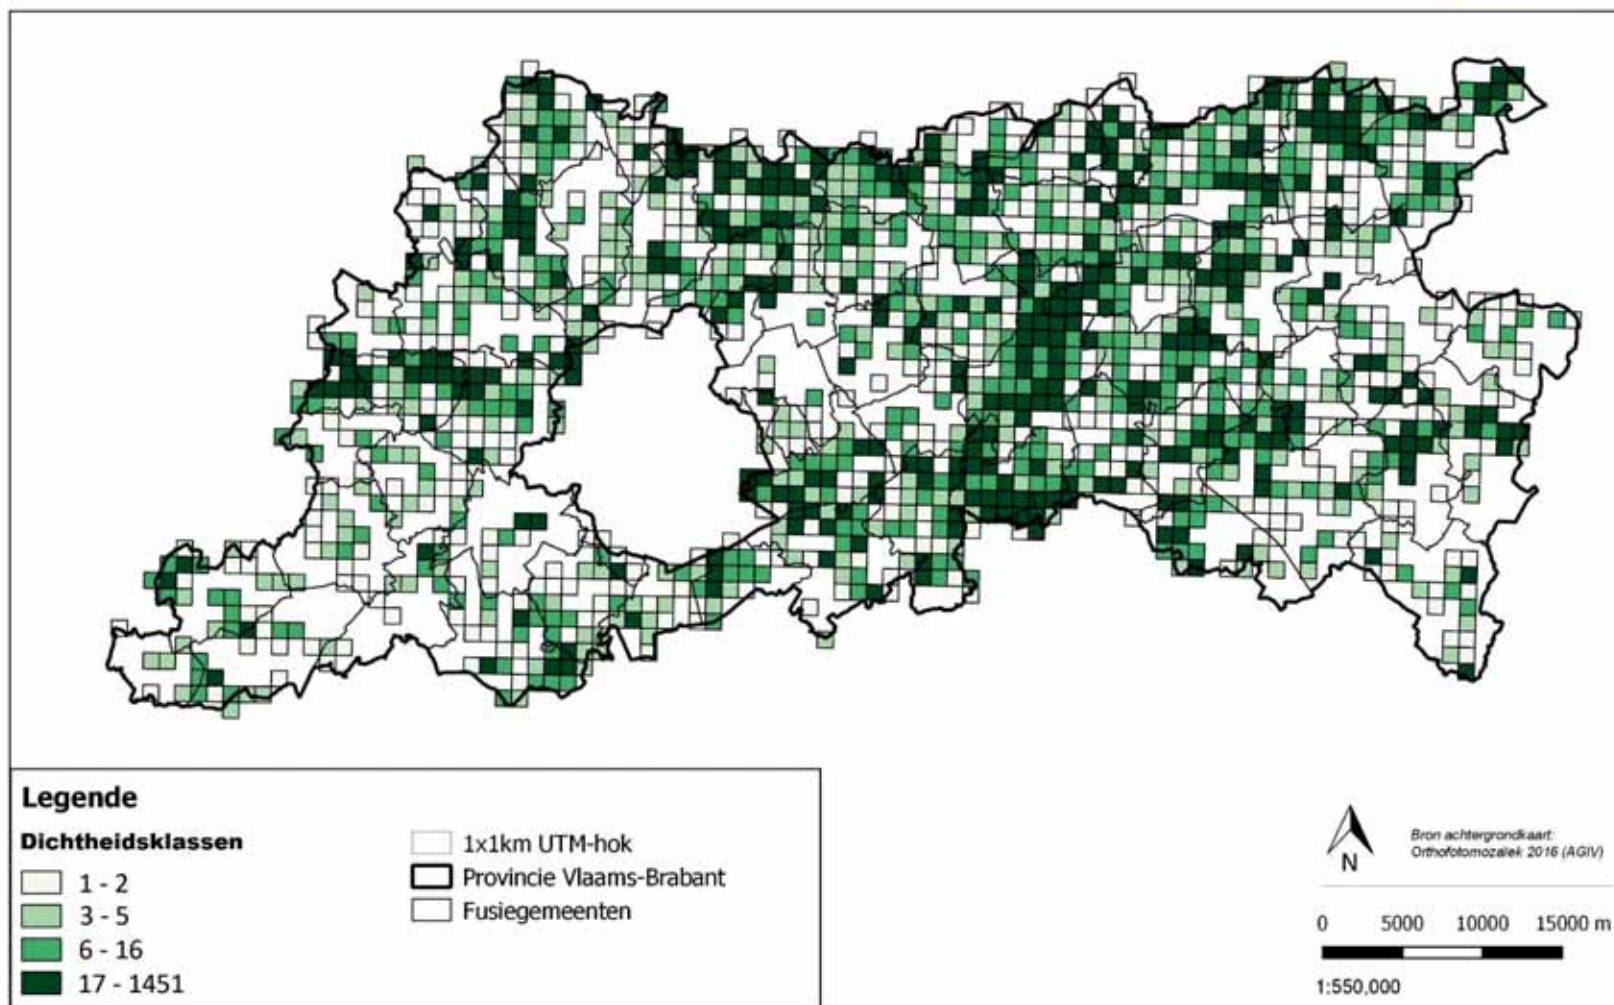 Legende
Dichtheidsklassen
1 - 2
3 - 5
6 - 16
17 - 1451
1x1km UTM-hok
Provincie Vlaams-Brabant
Fusiegemeenten
N
Bron achtergrondkaart:
Orthofotomozaïek 2016 (AGIV)
0 5000 10000 15000 m
1:550,000